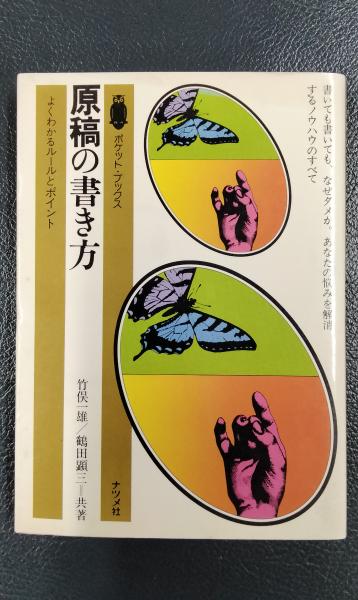 書いても書いても、なぜダメか。あなたの悩みを解消
するノウハウのすべて
ポケット・ブックス
原稿の書き方
よくわかるルールとポイント
竹俣一雄／鶴田顕三＝共著
ナツメ社